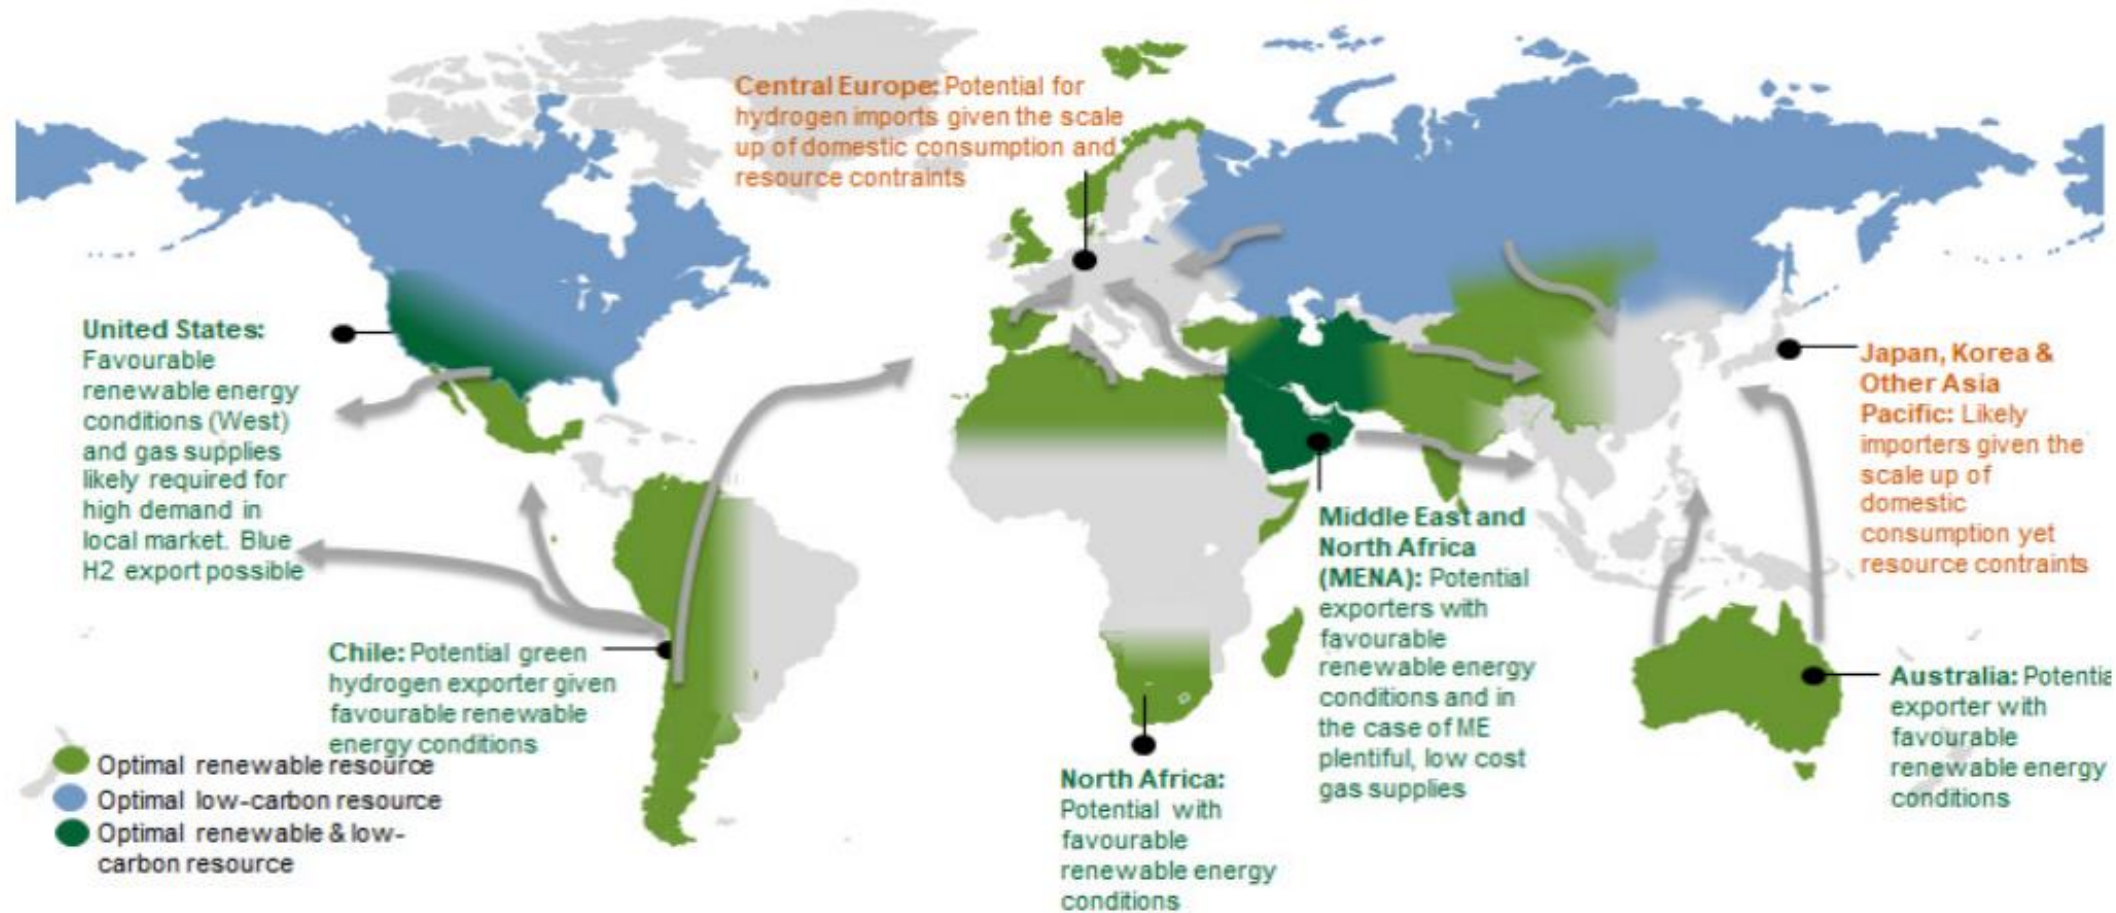 Central Europe: Potential for
hydrogen imports given the scale
up of domestic consumption and
resource contraints
United States:
Favourable
renewable energy
conditions (West)
and gas supplies
likely required for
high demand in
local market. Blue
H2 export possible
Japan, Korea &
Other Asia
Pacific: Likely
importers given the
scale up of
domestic
consumption yet
resource contraints
Middle East and
North Africa
(MENA): Potential
exporters with
favourable
renewable energy
conditions and in
the case of ME
plentiful, low cost
gas supplies
Chile: Potential green
hydrogen exporter given
favourable renewable
energy conditions
Australia: Potentia
exporter with
favourable
renewable energy
conditions
North Africa:
Potential with
favourable
renewable energy
conditions
Optimal renewable resource
Optimal low-carbon resource
Optimal renewable & low-
carbon resource